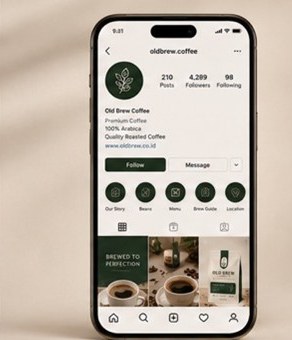 9:41
oldbrew.coffee
210
4,289
98
Posts
Followers
Following
Old Brew Coffee
Premium Coffee
100% Arabica
Quality Roasted Coffee
www.oldbrew.co.id
Follow
Message
Our Story
Beans
Menu
Brew Guide
Location
BREWED TO
PERFECTION
OLD BREW